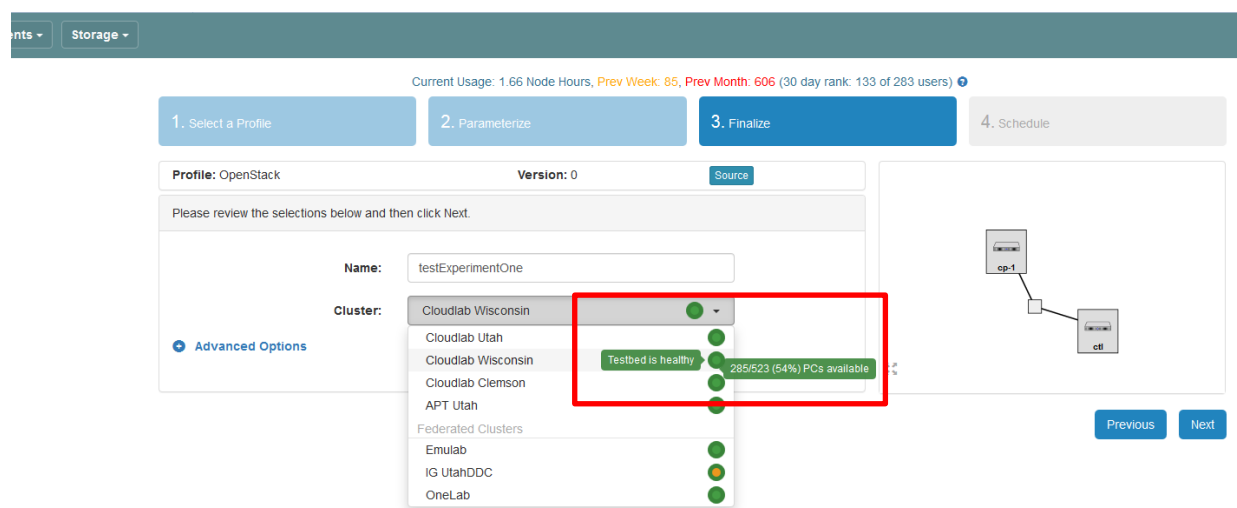 Storage
Current Usage: 1.66 Node Hours, Prev Week: 85, Prev Month: 606 (30 day rank: 133 of 283 users)
1. Select a Profile
2. Parameterize
3. Finalize
4. Schedule
Profile: OpenStack
Version: 0
Source
Please review the selections below and then click Next.
Name:
testExperimentOne
Cluster:
Cloudlab Wisconsin
Advanced Options
Cloudlab Utah
Cloudlab Wisconsin
Testbed is healthy
285/523 (54%) PCs available
Cloudlab Clemson
APT Utah
Federated Clusters
Emulab
IG UtahDDC
OneLab
cp-1
ctl
Previous
Next